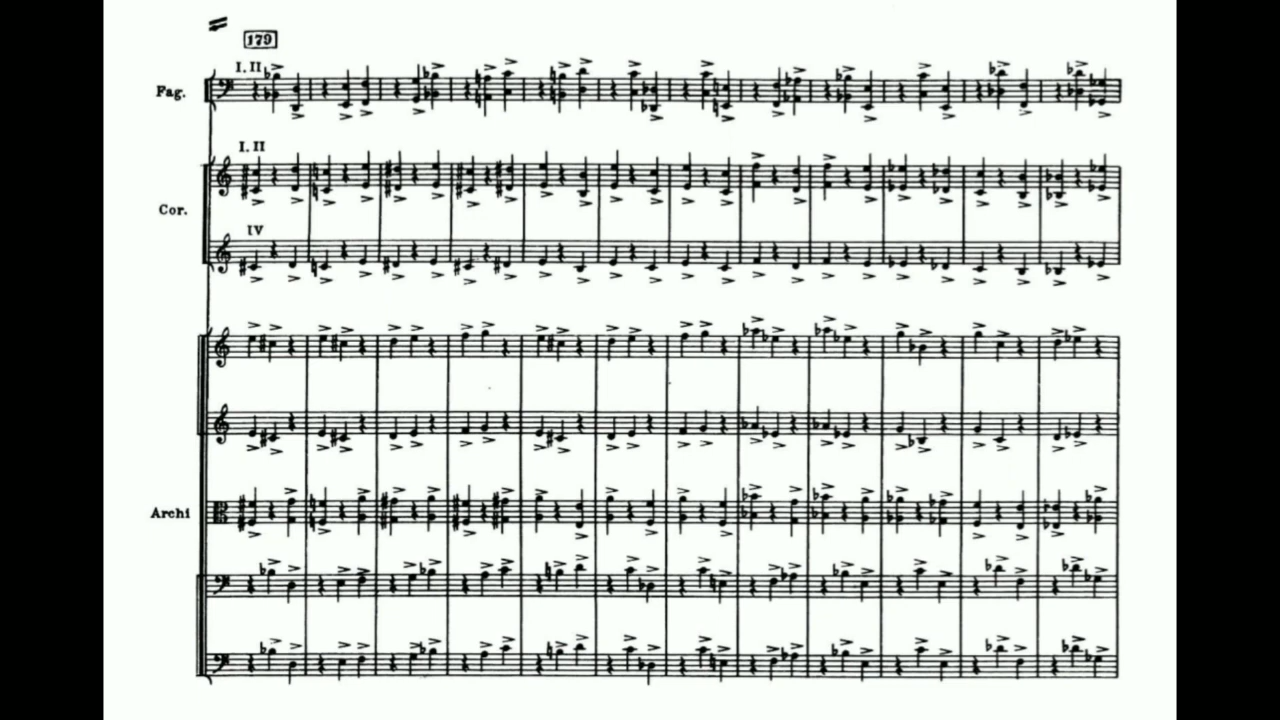 179
I. II
Fag.
I. II
Cor.
IV
Archi